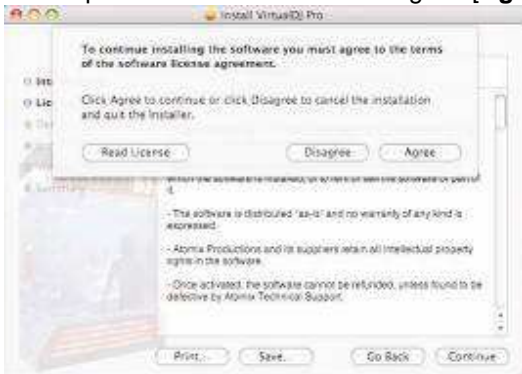 Install VirtualDJ Pro
To continue installing the software you must agree to the terms
of the software license agreement.
Click Agree to continue or click Disagree to cancel the installation
and quit the Installer.
Read License
Disagree
Agree
- The software is distributed "as-is" and no warranty of any kind is
expressed.
- Atomix Productions and its suppliers retain all intellectual property
rights in the software.
- Once activated, the software cannot be refunded, unless found to be
defective by Atomix Technical Support.
Print...
Save...
Go Back
Continue